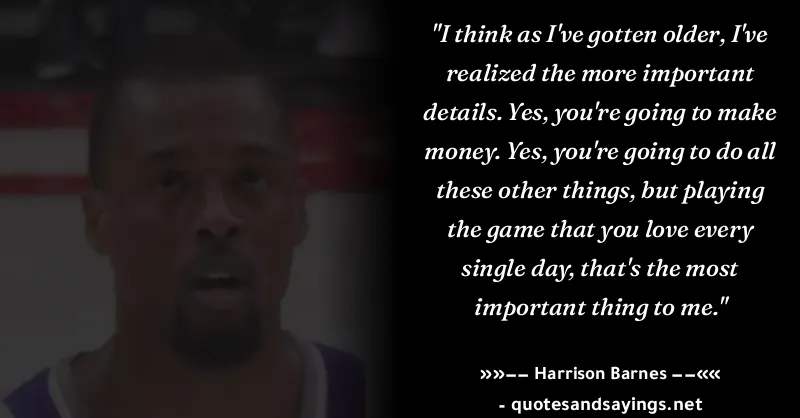 "I think as I've gotten older, I've
realized the more important
details. Yes, you're going to make
money. Yes, you're going to do all
these other things, but playing
the game that you love every
single day, that's the most
important thing to me."
»»−− Harrison Barnes −−««
- quotesandsayings.net